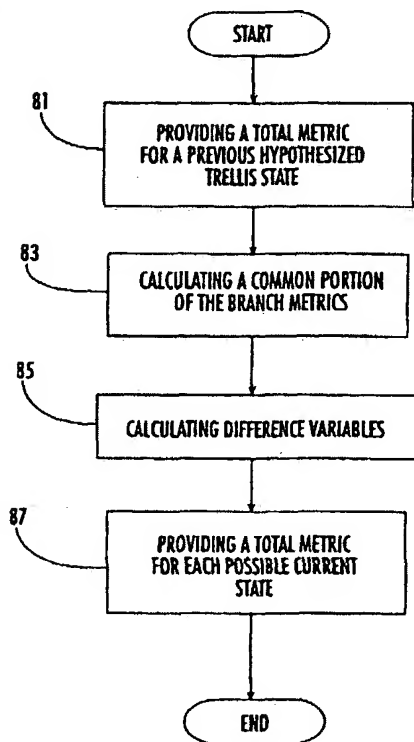 START
81
PROVIDING A TOTAL METRIC
FOR A PREVIOUS HYPOTHESIZED
TRELLIS STATE
83
CALCULATING A COMMON PORTION
OF THE BRANCH METRICS
85
CALCULATING DIFFERENCE VARIABLES
87
PROVIDING A TOTAL METRIC
FOR EACH POSSIBLE CURRENT
STATE
END